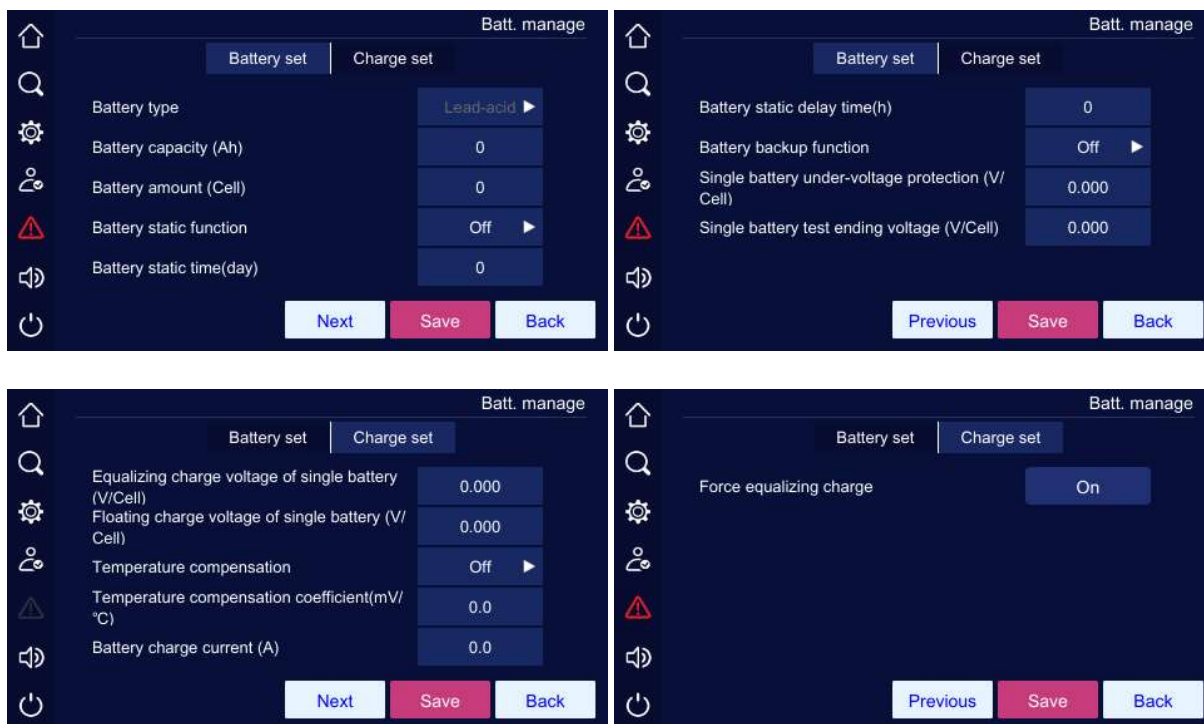 Batt. manage
Battery set Charge set
Battery type Lead-acid
Battery capacity (Ah) 0
Battery amount (Cell) 0
Battery static function Off
Battery static time(day) 0
Next Save Back
Batt. manage
Battery set Charge set
Battery static delay time(h) 0
Battery backup function Off
Single battery under-voltage protection (V/
Cell) 0.000
Single battery test ending voltage (V/Cell) 0.000
Previous Save Back
Batt. manage
Battery set Charge set
Equalizing charge voltage of single battery
(V/Cell) 0.000
Floating charge voltage of single battery (V/
Cell) 0.000
Temperature compensation Off
Temperature compensation coefficient(mV/
°C) 0.0
Battery charge current (A) 0.0
Next Save Back
Batt. manage
Battery set Charge set
Force equalizing charge On
Previous Save Back